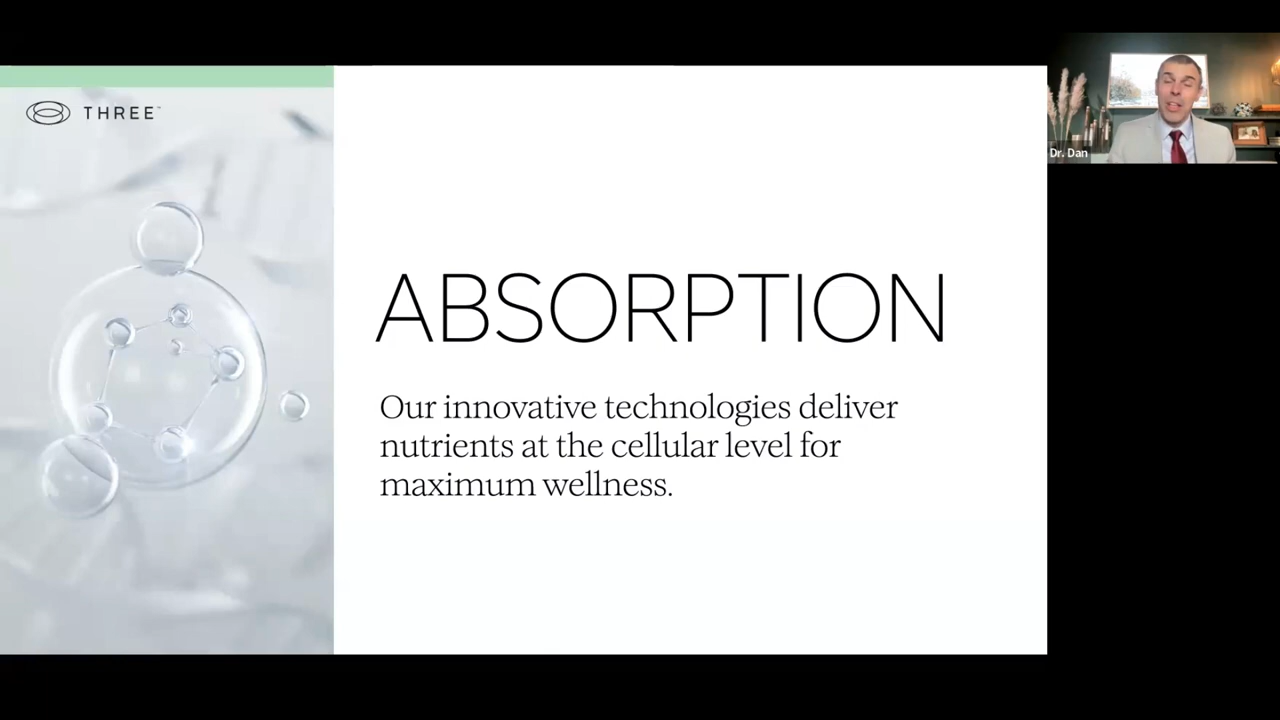 THREE™
ABSORPTION
Our innovative technologies deliver
nutrients at the cellular level for
maximum wellness.
Dr. Dan